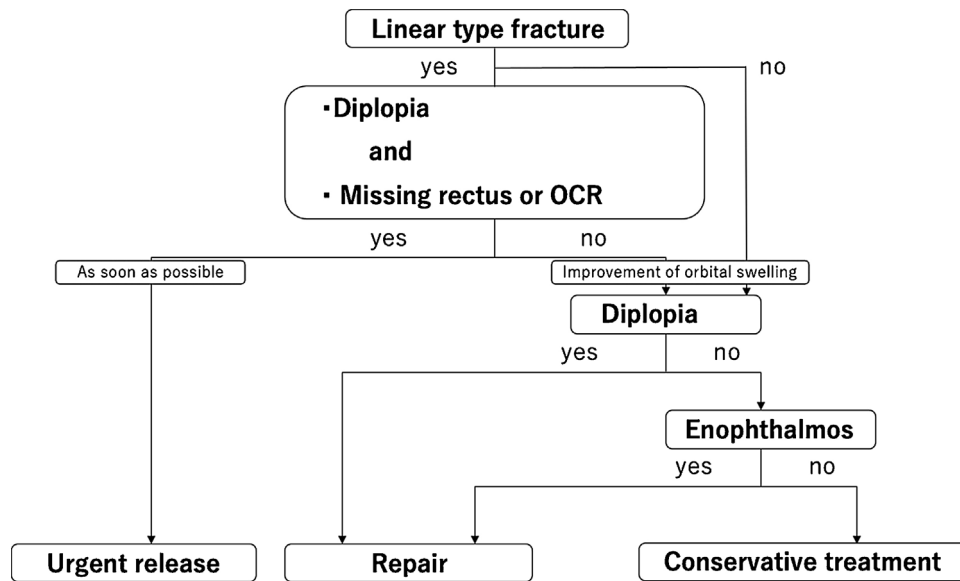 Linear type fracture
yes
no
・Diplopia
and
・ Missing rectus or OCR
yes
no
As soon as possible
Improvement of orbital swelling
Diplopia
yes
no
Enophthalmos
yes
no
Urgent release
Repair
Conservative treatment